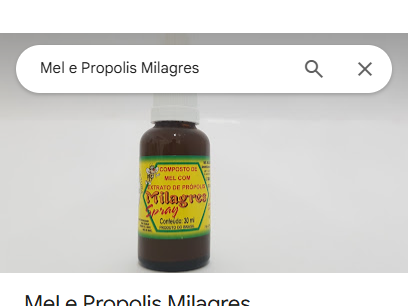 Mel e Propolis Milagres
COMPOSTO DE
MEL COM
EXTRATO DE PRÓPOLIS
Milagres
Spray
Conteúdo: 30 ml
PRODUTO DO BRASIL
Mel e Propolis Milagres